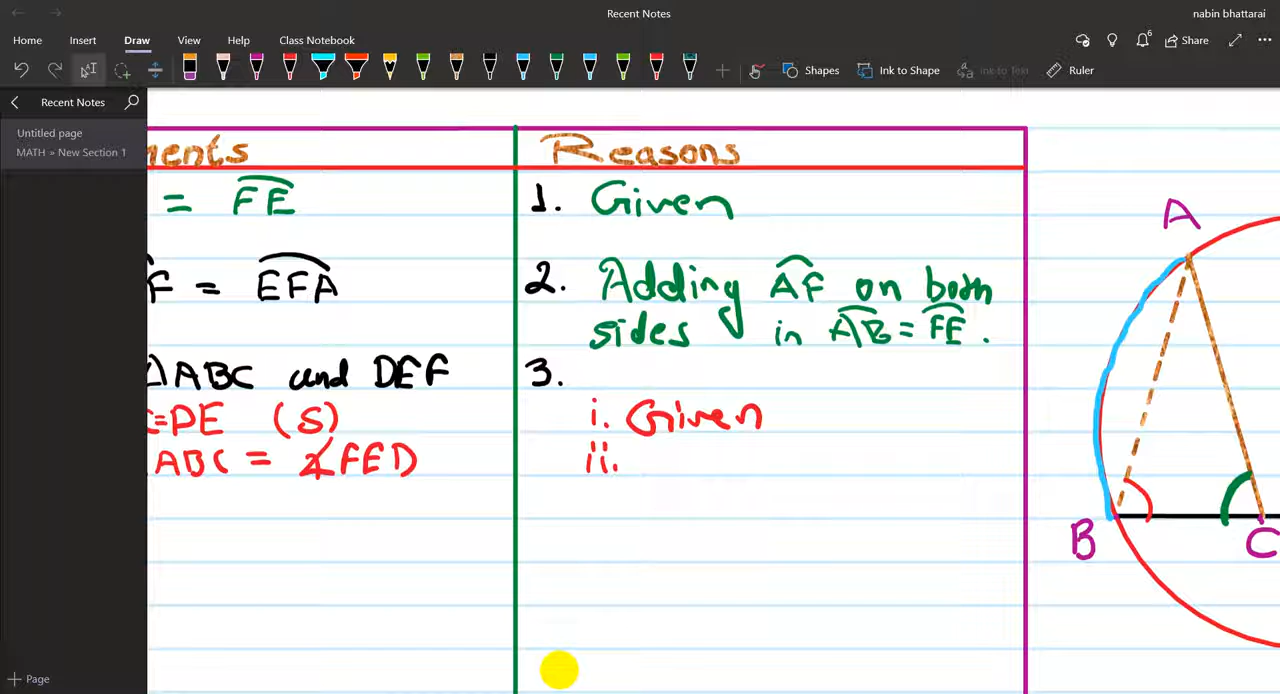 Recent Notes
nabin bhattarai
Home Insert Draw View Help Class Notebook
6 Share
Shapes Ink to Shape Ink to Text Ruler
Recent Notes
Untitled page
MATH » New Section 1
ments Reasons
= FE 1. Given
F = EFA 2. Adding AF on both
sides in AB = FE.
△ABC and DEF 3.
C=DE (S) i. Given
ABC = ∡FED ii.
A
B
C
Page